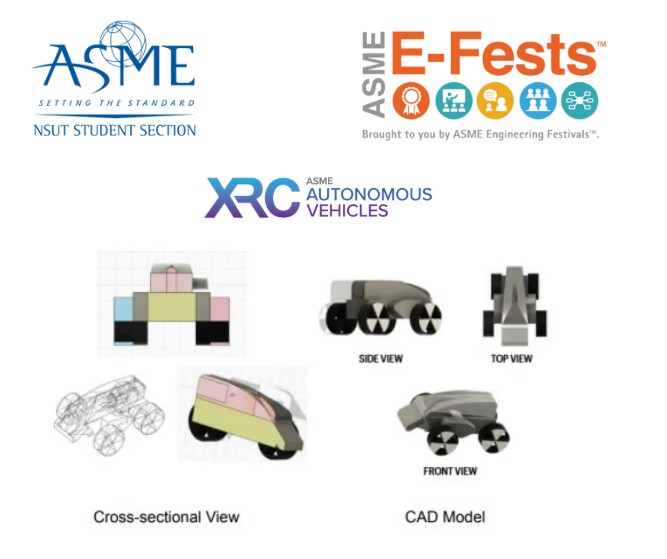 ASME
SETTING THE STANDARD
NSUT STUDENT SECTION
ASME
E-Fests™
Brought to you by ASME Engineering Festivals™.
XRC
ASME
AUTONOMOUS
VEHICLES
SIDE VIEW
TOP VIEW
FRONT VIEW
Cross-sectional View
CAD Model